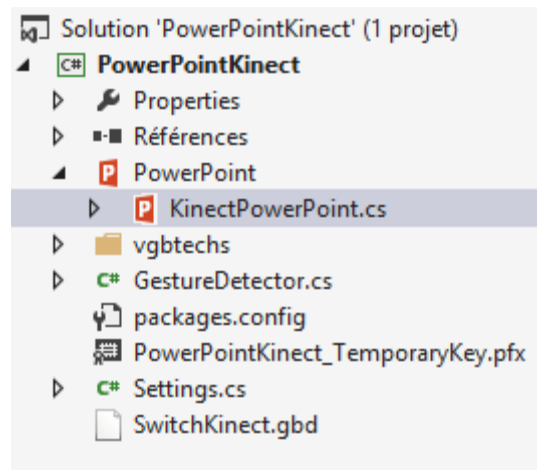 Solution 'PowerPointKinect' (1 projet)
C# PowerPointKinect
Properties
Références
PowerPoint
KinectPowerPoint.cs
vgbtechs
C# GestureDetector.cs
packages.config
PowerPointKinect_TemporaryKey.pfx
C# Settings.cs
SwitchKinect.gbd